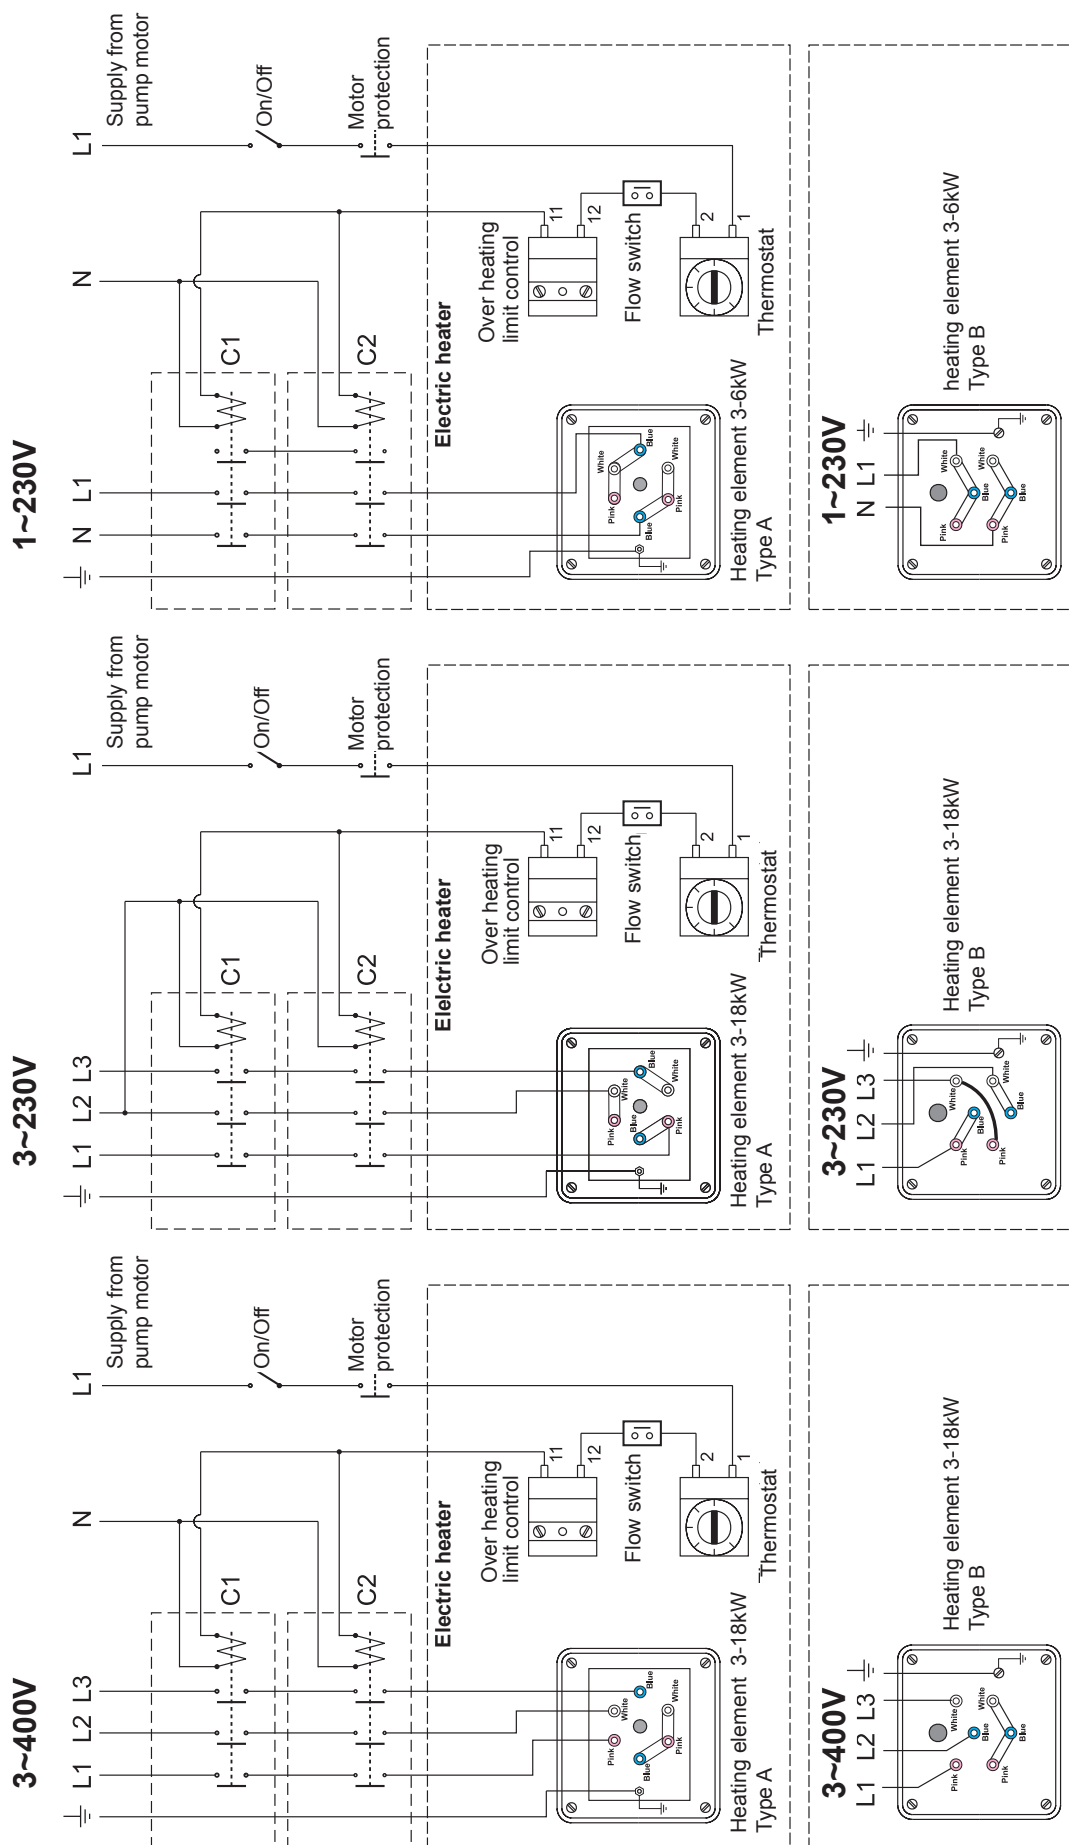 3~400V
L1 L2 L3
N
L1
Supply from
pump motor
C1
On/Off
C2
Motor
protection
Electric heater
Over heating
limit control
11
12
Flow switch
2
1
Thermostat
Pink
White
Blue
Blue
Pink
White
Heating element 3-18kW
Type A
3~400V
L1 L2 L3
Pink
Blue
White
Pink
Blue
White
Heating element 3-18kW
Type B
3~230V
L1 L2 L3
L1
Supply from
pump motor
C1
On/Off
C2
Motor
protection
Elelctric heater
Over heating
limit control
11
12
Flow switch
2
1
Thermostat
Pink
White
Blue
Blue
Pink
White
Heating element 3-18kW
Type A
3~230V
L1 L2 L3
Pink
Blue
White
Pink
Blue
White
Heating element 3-18kW
Type B
1~230V
N L1
N
L1
Supply from
pump motor
C1
On/Off
C2
Motor
protection
Electric heater
Over heating
limit control
11
12
Flow switch
2
1
Thermostat
Pink
White
Blue
Blue
Pink
White
Heating element 3-6kW
Type A
1~230V
N L1
Pink
Blue
White
Pink
Blue
White
heating element 3-6kW
Type B